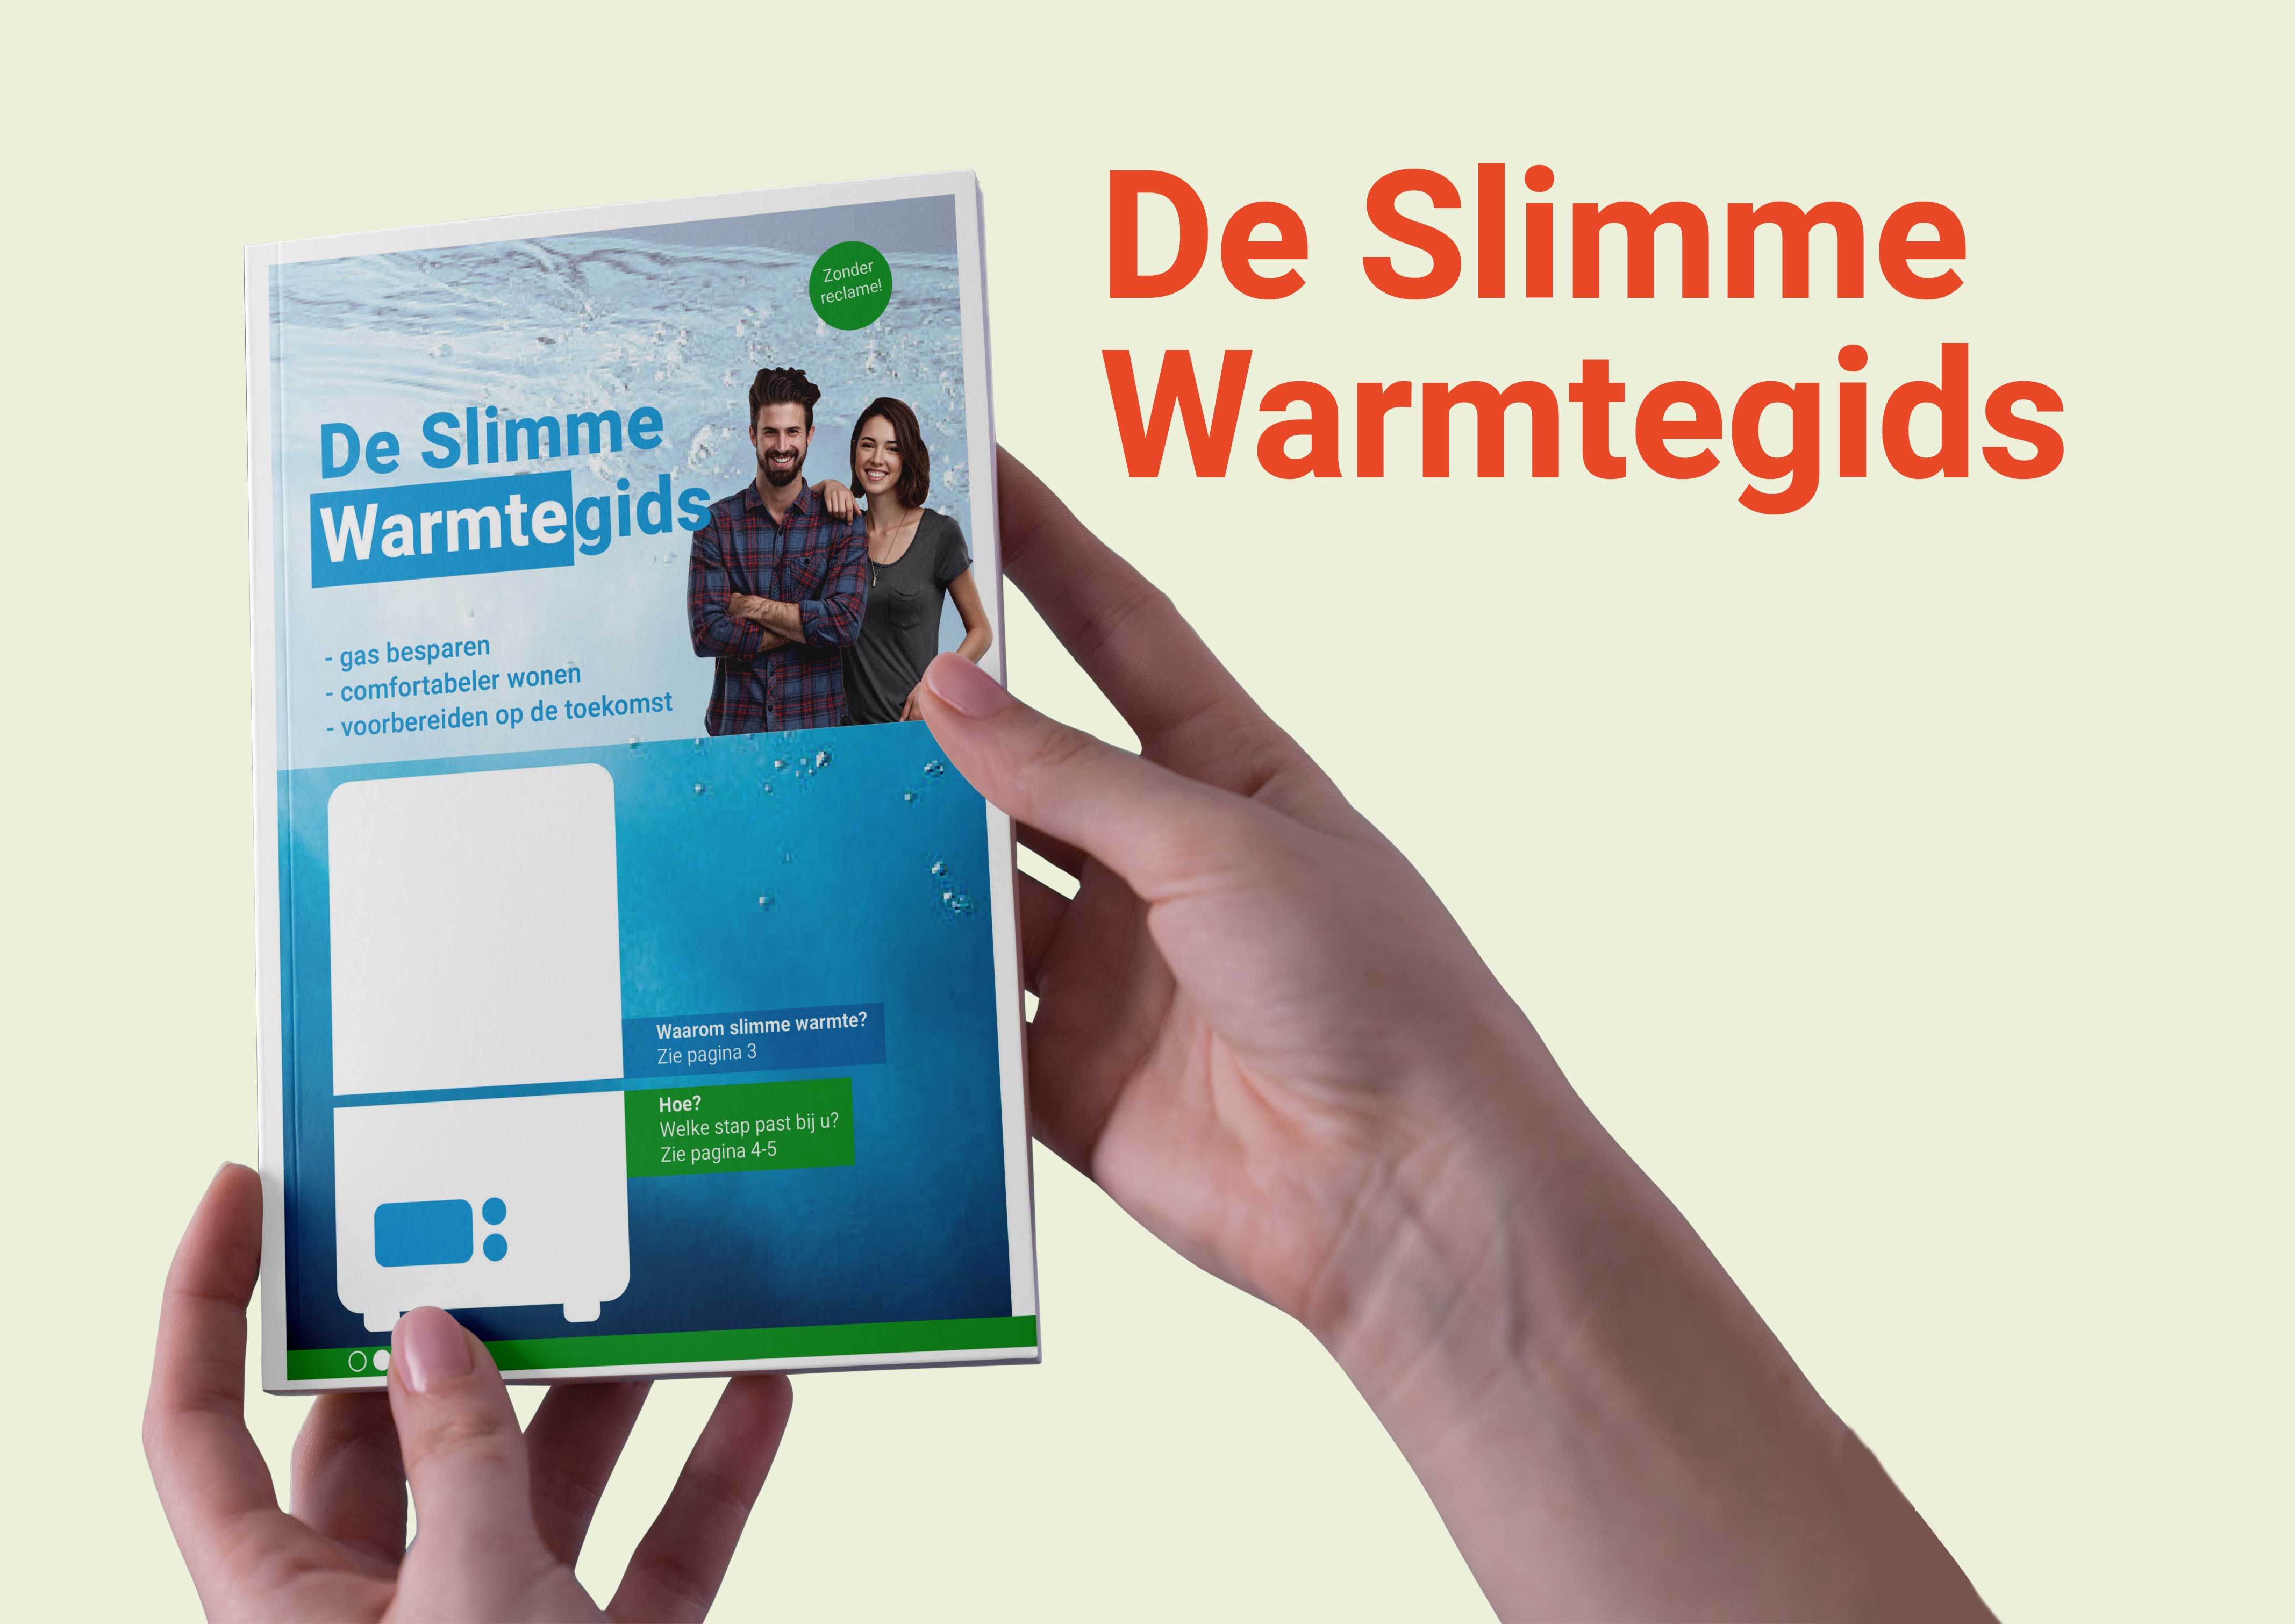 De Slimme
Warmtegids
Zonder
reclame!
De Slimme
Warmtegids
- gas besparen
- comfortabeler wonen
- voorbereiden op de toekomst
Waarom slimme warmte?
Zie pagina 3
Hoe?
Welke stap past bij u?
Zie pagina 4-5